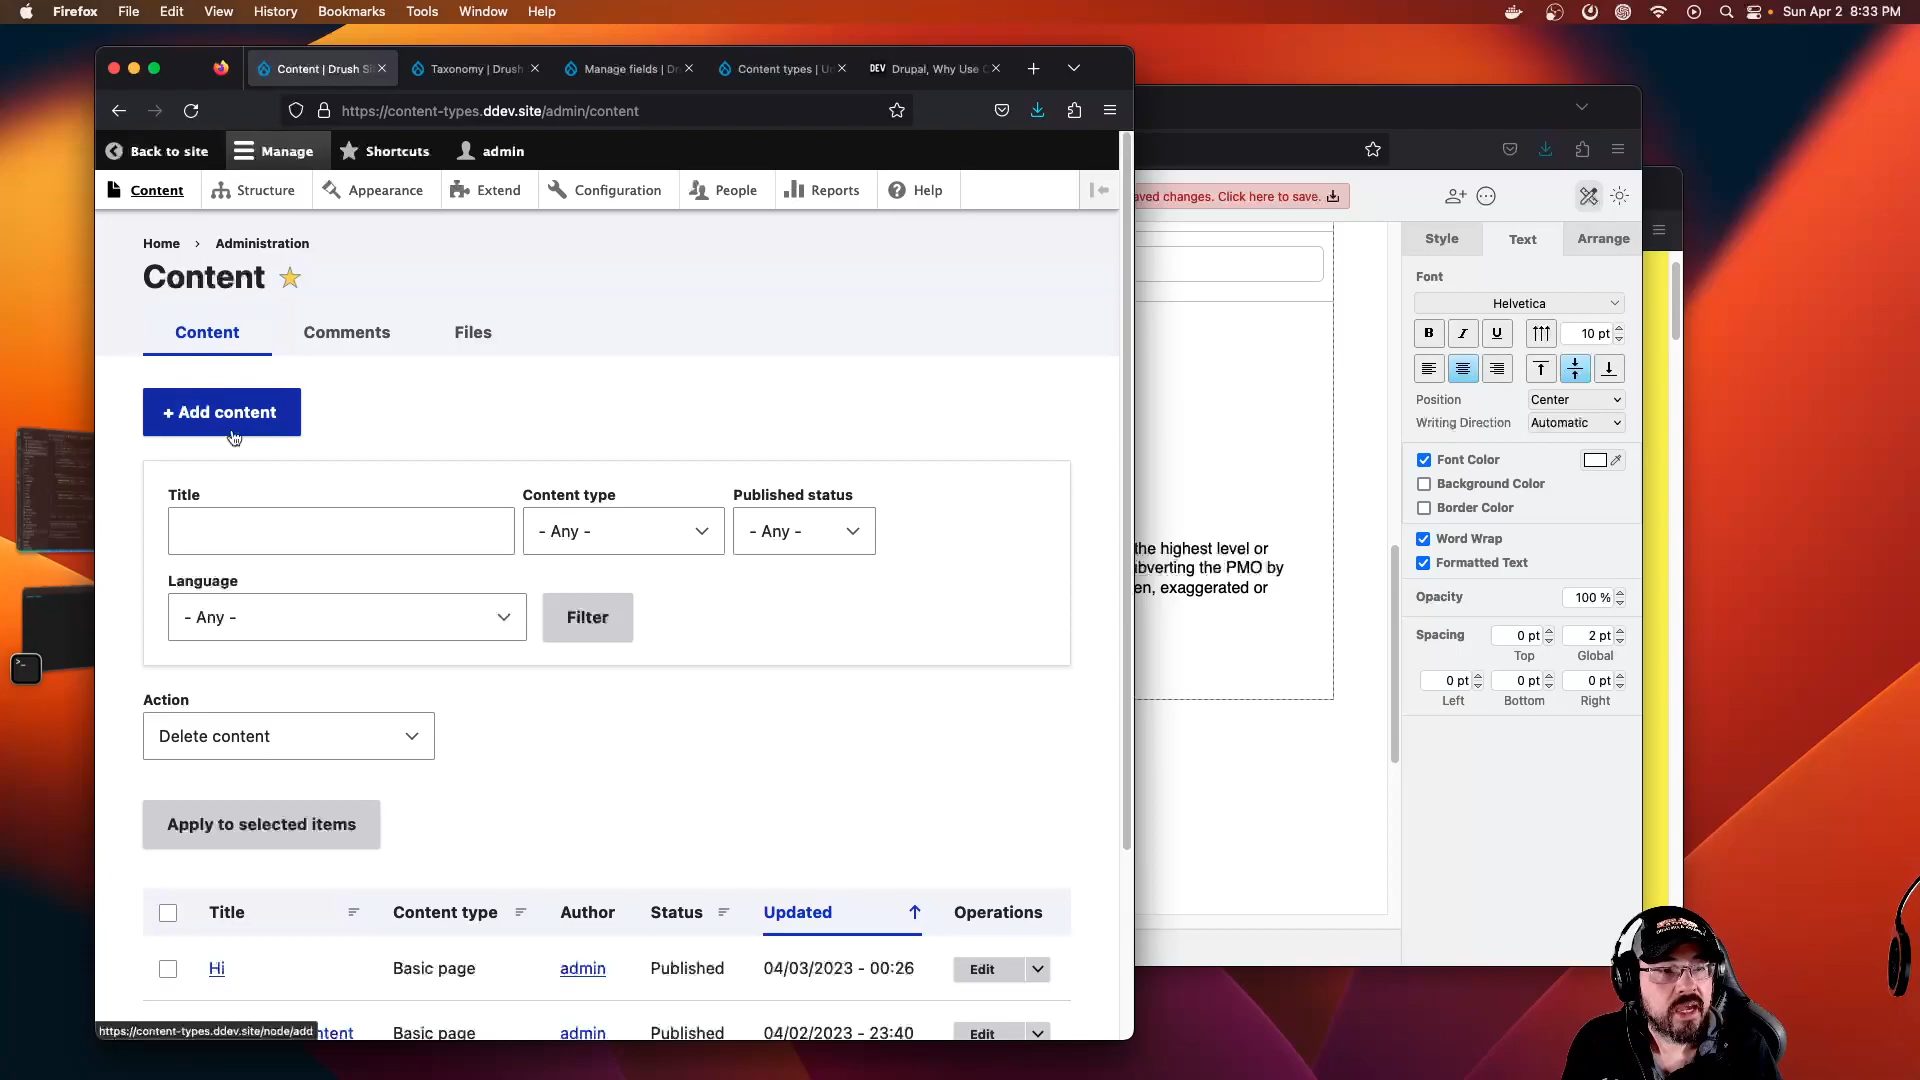 Firefox File Edit View History Bookmarks Tools Window Help
Sun Apr 2 8:33 PM
Content | Drush Si
Taxonomy | Drush
Manage fields | Dr
Content types | U
DEV Drupal, Why Use
https://content-types.ddev.site/admin/content
Back to site Manage Shortcuts admin
Content Structure Appearance Extend Configuration People Reports Help
Home › Administration
Content
Content Comments Files
+ Add content
Title Content type Published status
- Any - - Any -
Language
- Any - Filter
Action
Delete content
Apply to selected items
Title Content type Author Status Updated Operations
Hi Basic page admin Published 04/03/2023 - 00:26 Edit
Basic page admin Published 04/02/2023 - 23:40 Edit
https://content-types.ddev.site/node/add
changes. Click here to save.
the highest level or
the PMO by
exaggerated or
Style Text Arrange
Font
Helvetica
B I U 10 pt
Position Center
Writing Direction Automatic
Font Color
Background Color
Border Color
Word Wrap
Formatted Text
Opacity 100 %
Spacing 0 pt 2 pt
Top Global
0 pt 0 pt 0 pt
Left Bottom Right